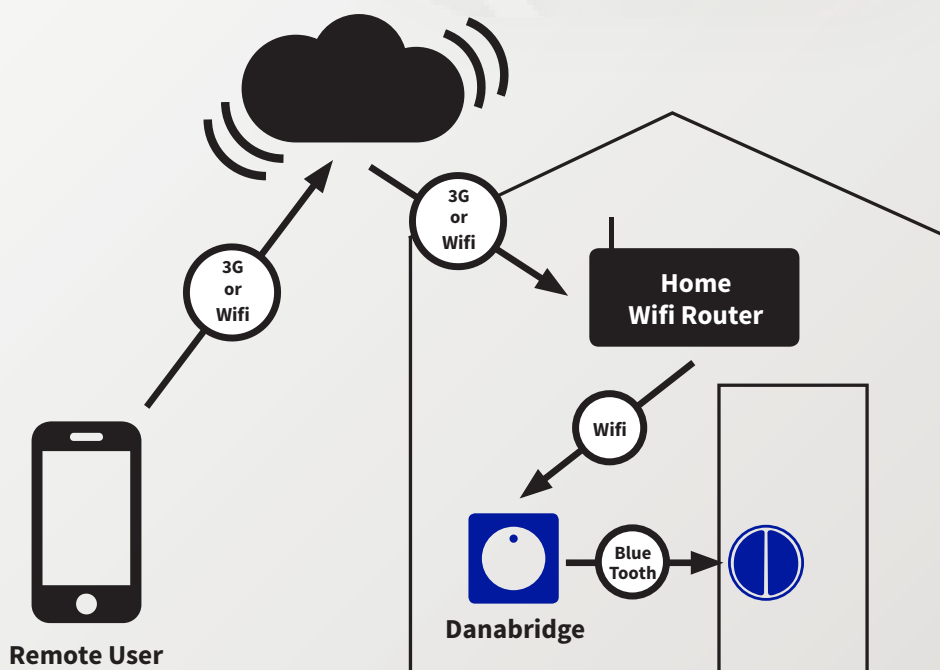 3G
or
Wifi
3G
or
Wifi
Home
Wifi Router
Wifi
Blue
Tooth
Danabridge
Remote User